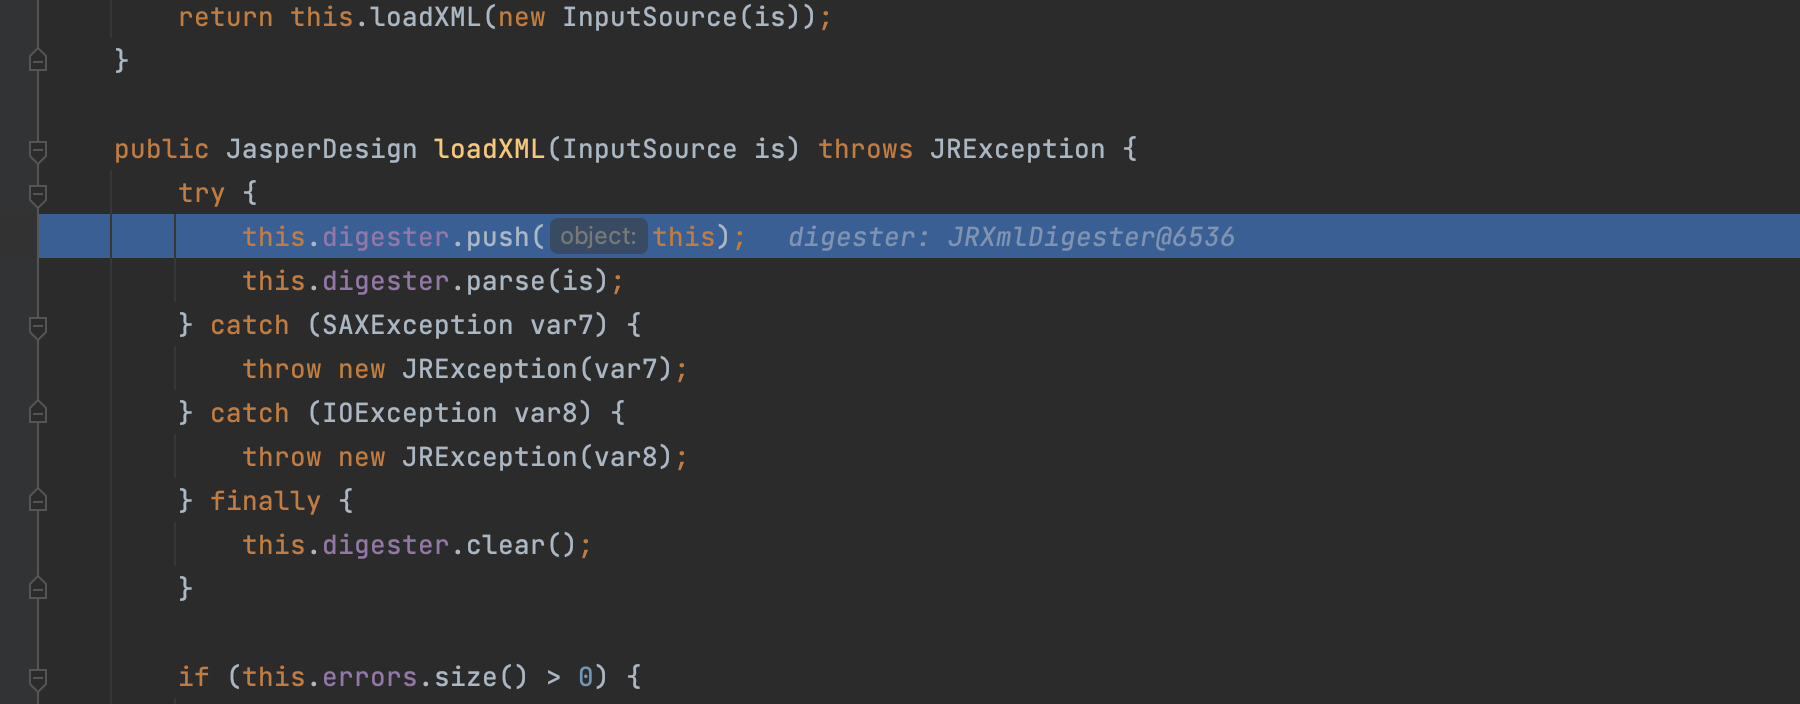 return this.loadXML(new InputSource(is));
}
public JasperDesign loadXML(InputSource is) throws JRException {
try {
this.digester.push( object: this); digester: JRXmlDigester@6536
this.digester.parse(is);
} catch (SAXException var7) {
throw new JRException(var7);
} catch (IOException var8) {
throw new JRException(var8);
} finally {
this.digester.clear();
}
if (this.errors.size() > 0) {